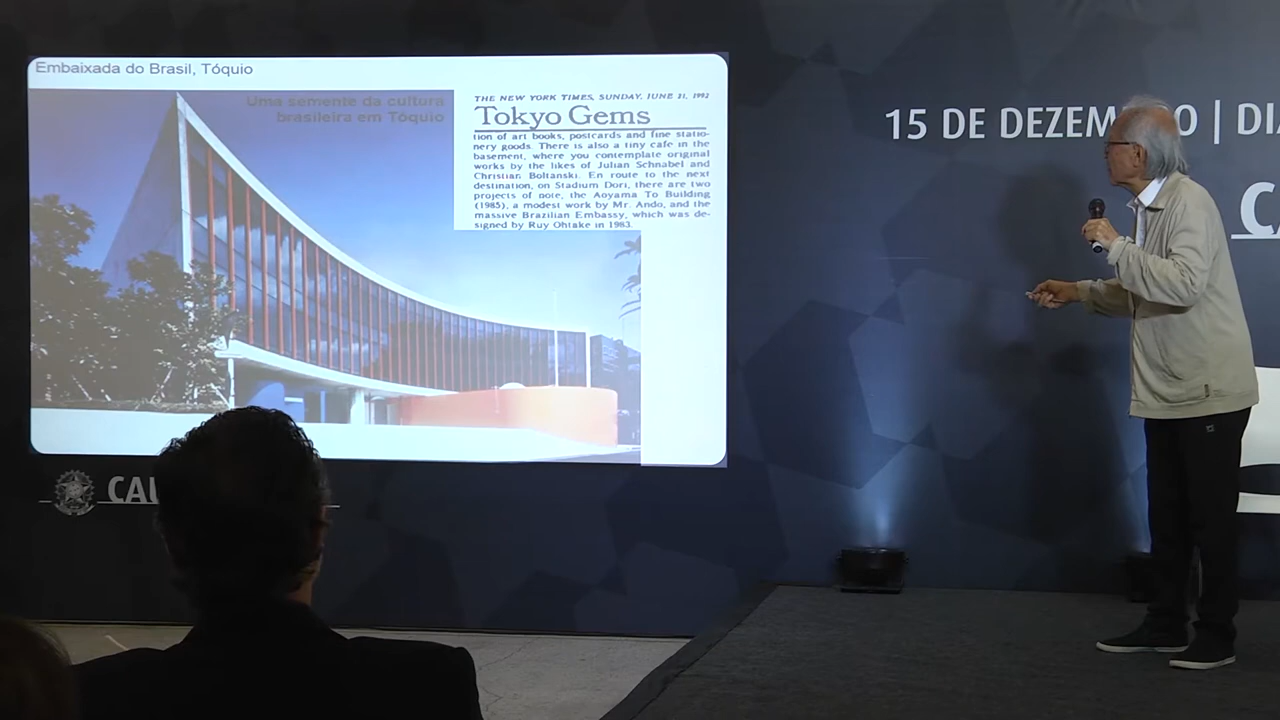 Embaixada do Brasil, Tóquio
Uma semente da cultura
brasileira em Tóquio
THE NEW YORK TIMES, SUNDAY, JUNE 21, 1992
Tokyo Gems
tion of art books, postcards and fine statio-
nery goods. There is also a tiny cafe in the
basement, where you contemplate original
works by the likes of Julian Schnabel and
Christian Boltanski. En route to the next
destination, on Stadium Dori, there are two
projects of note, the Aoyama To Building
(1985), a modest work by Mr. Ando, and the
massive Brazilian Embassy, which was de-
signed by Ruy Ohtake in 1983.
15 DE DEZEM O | DI
CA
CAU